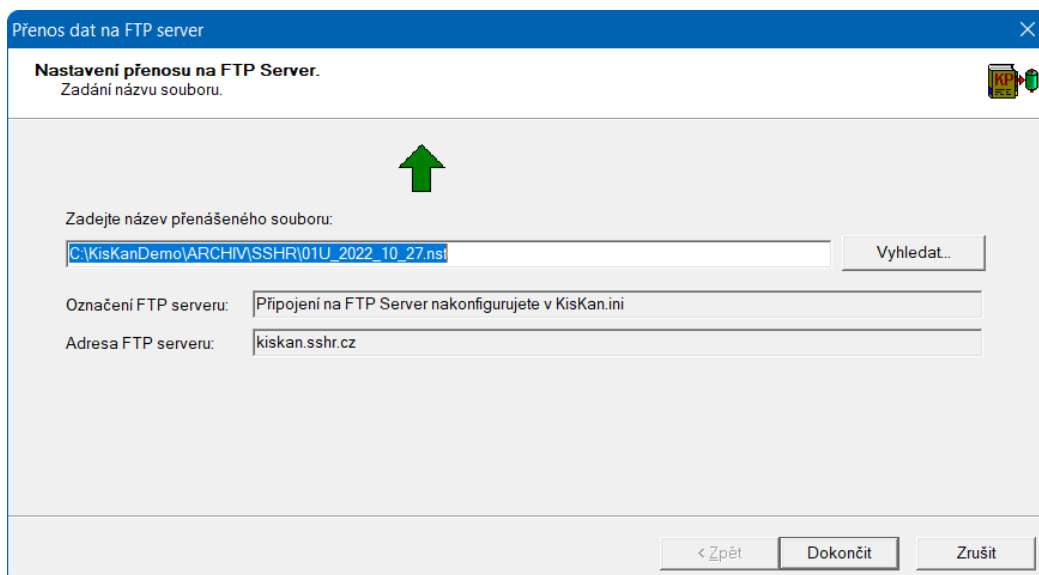 Přenos dat na FTP server
Nastavení přenosu na FTP Server.
Zadání názvu souboru.
KP
Zadejte název přenášeného souboru:
C:\KisKanDemo\ARCHIV\SSHR\01U_2022_10_27.nst
Vyhledat...
Označení FTP serveru:
Připojení na FTP Server nakonfigurujete v KisKan.ini
Adresa FTP serveru:
kiskan.sshr.cz
< Zpět
Dokončit
Zrušit